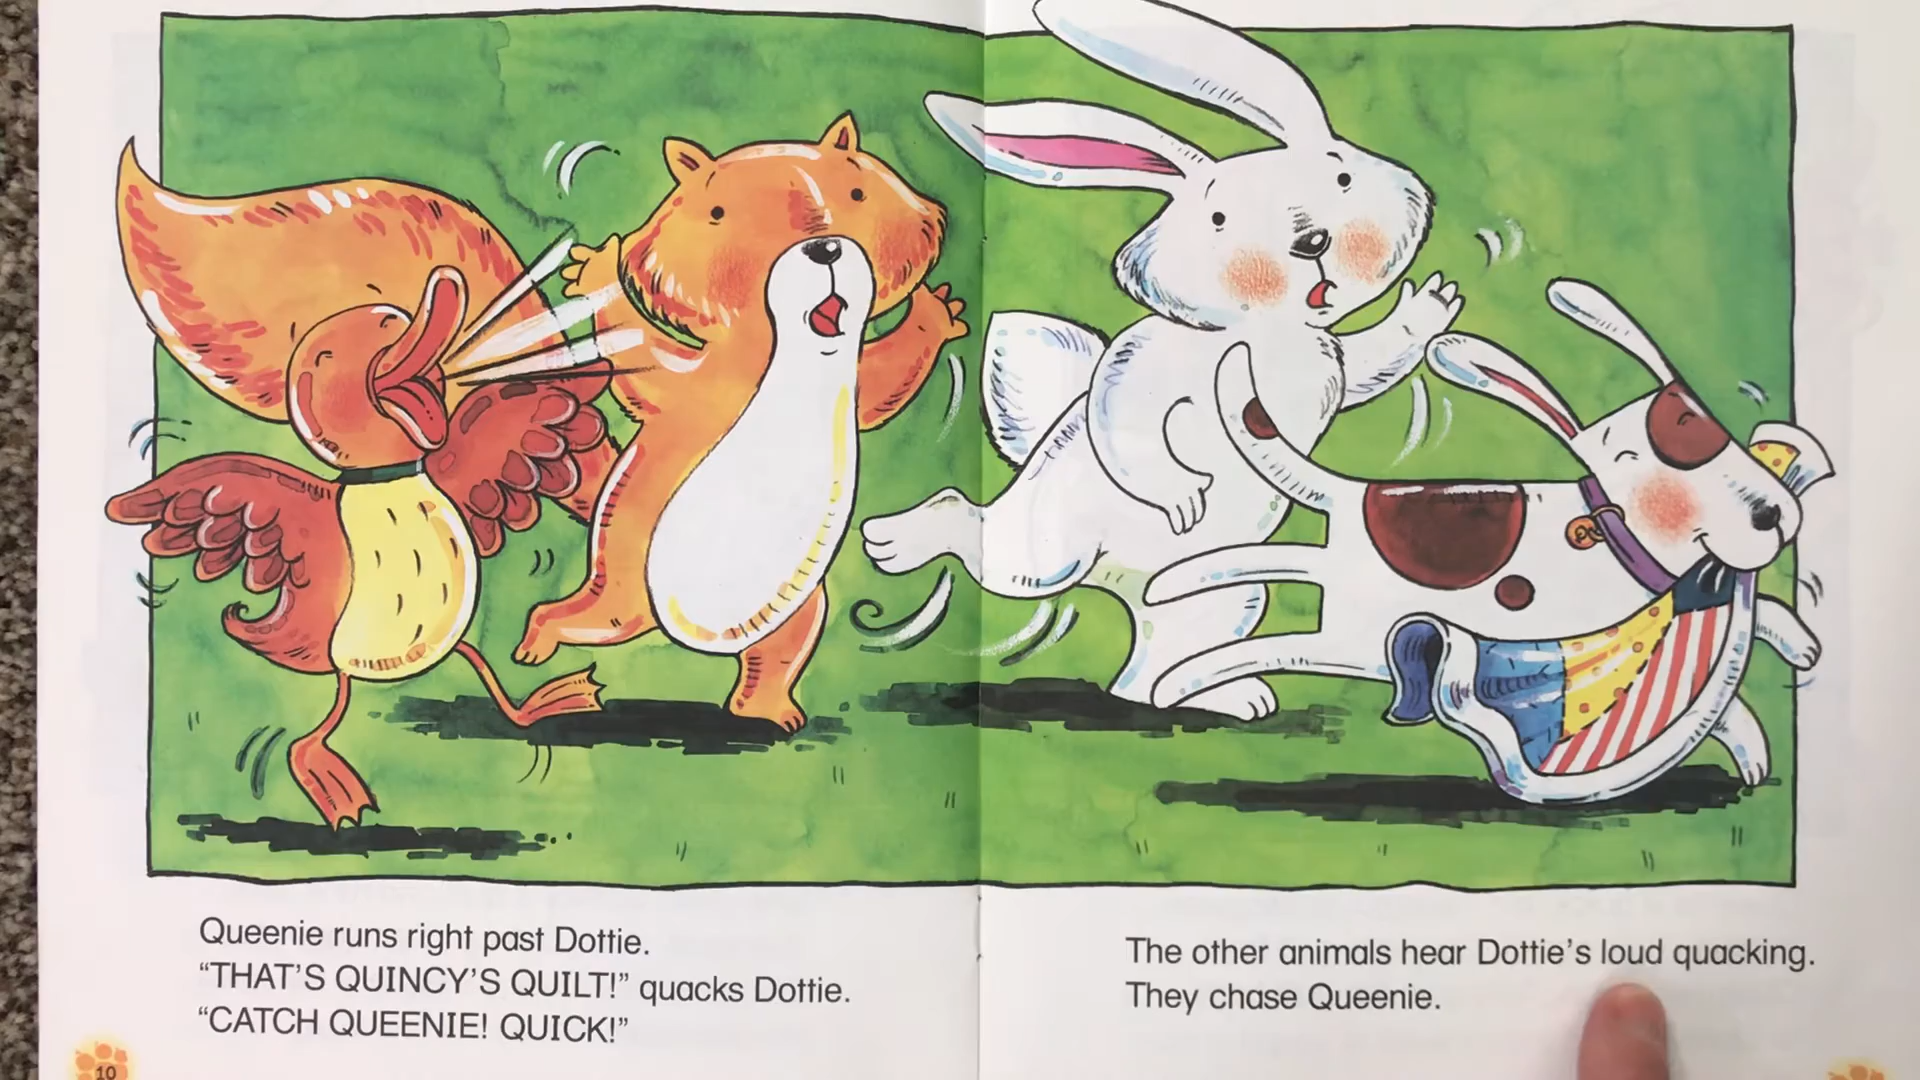 Queenie runs right past Dottie.
“THAT’S QUINCY’S QUILT!” quacks Dottie.
“CATCH QUEENIE! QUICK!”
10
The other animals hear Dottie’s loud quacking.
They chase Queenie.